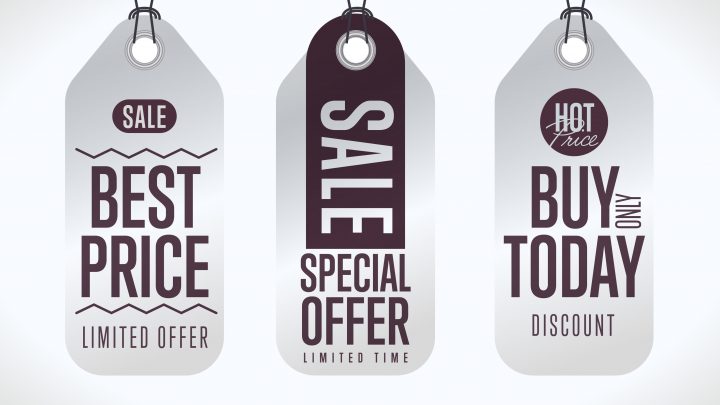 SALE
BEST
PRICE
LIMITED OFFER
SALE
SPECIAL
OFFER
LIMITED TIME
HOT
Price
BUY ONLY
TODAY
DISCOUNT